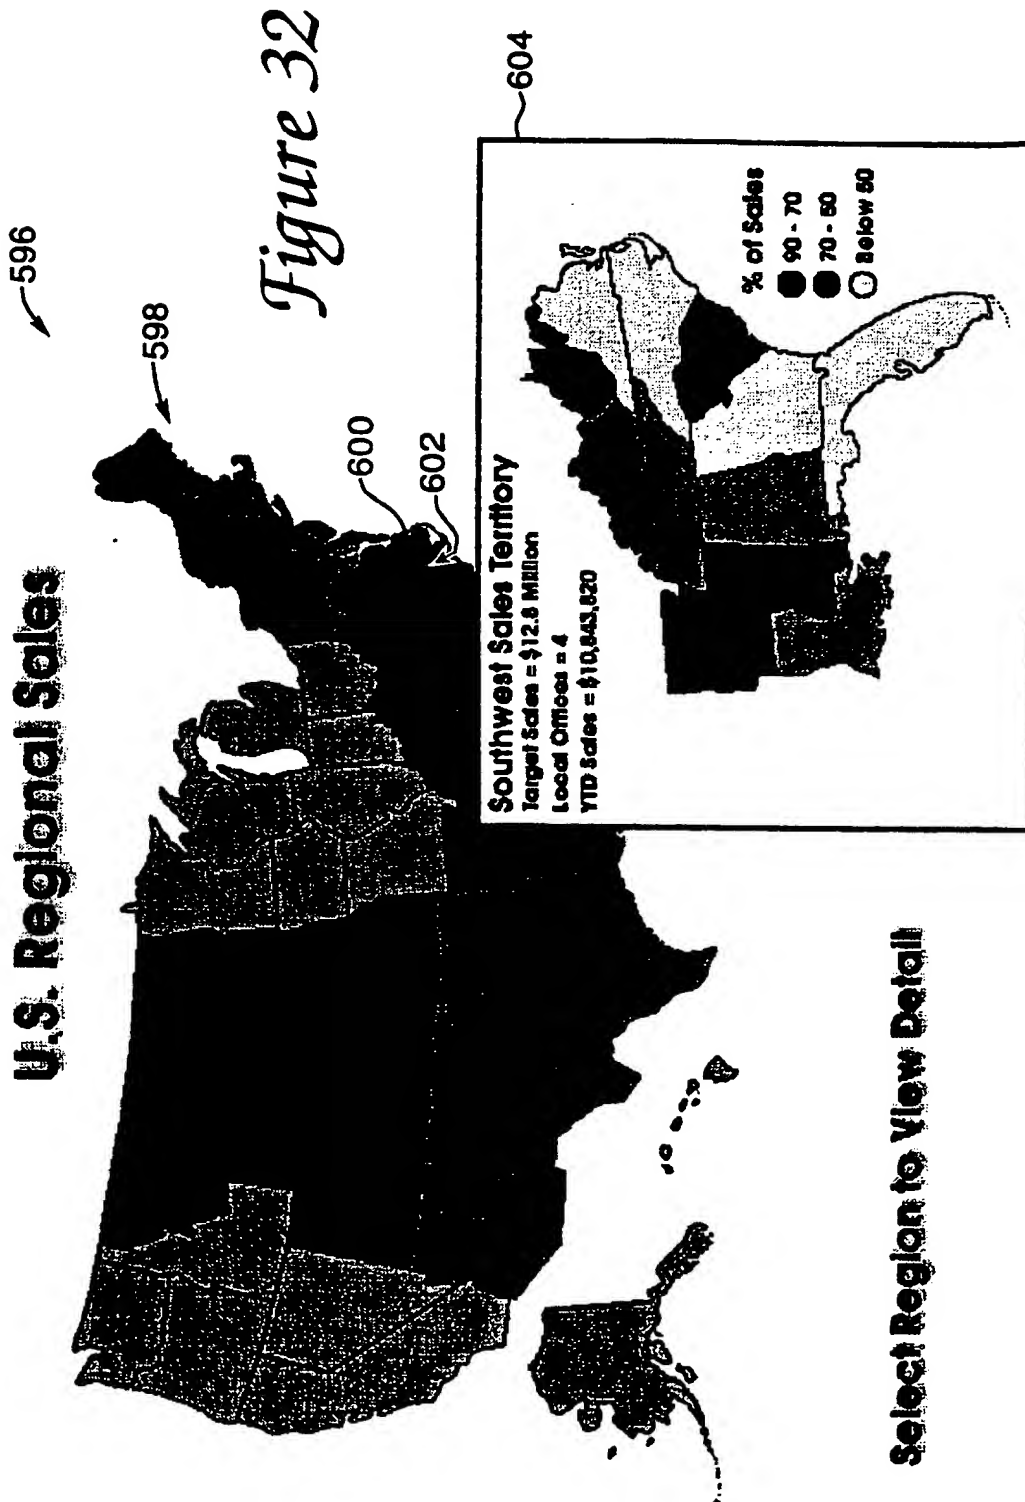 596
U.S. Regional Sales
598
Figure 32
600
602
604
Southwest Sales Territory
Target Sales = $12.8 Million
Local Offices = 4
YTD Sales = $10,843,820
% of Sales
90 - 70
70 - 50
Below 50
Select Region to View Detail